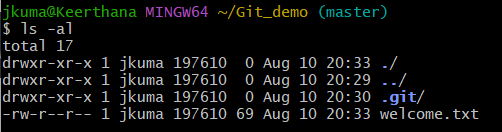 jkuma@Keerthana MINGW64 ~/Git_demo (master)
$ ls -al
total 17
drwxr-xr-x 1 jkuma 197610  0 Aug 10 20:33 ./
drwxr-xr-x 1 jkuma 197610  0 Aug 10 20:29 ../
drwxr-xr-x 1 jkuma 197610  0 Aug 10 20:30 .git/
-rw-r--r-- 1 jkuma 197610 69 Aug 10 20:33 welcome.txt